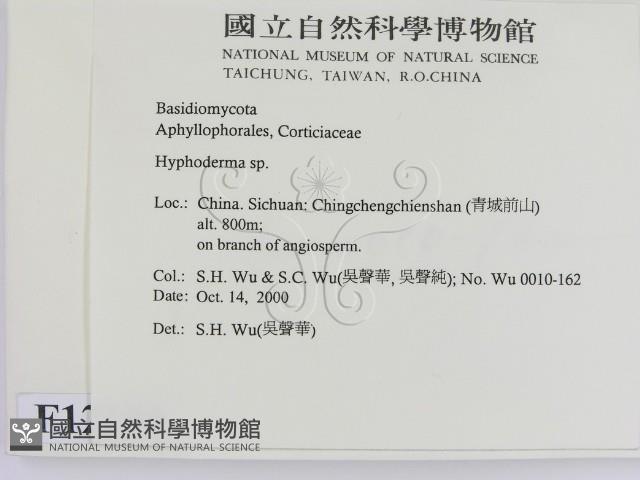 國立自然科學博物館
NATIONAL MUSEUM OF NATURAL SCIENCE
TAICHUNG, TAIWAN, R.O.CHINA
Basidiomycota
Aphyllophorales, Corticiaceae
Hyphoderma sp.
Loc.: China. Sichuan: Chingchengchienshan (青城前山)
alt. 800m;
on branch of angiosperm.
Col.: S.H. Wu & S.C. Wu(吳聲華, 吳聲純); No. Wu 0010-162
Date: Oct. 14, 2000
Det.: S.H. Wu(吳聲華)
國立自然科學博物館
NATIONAL MUSEUM OF NATURAL SCIENCE